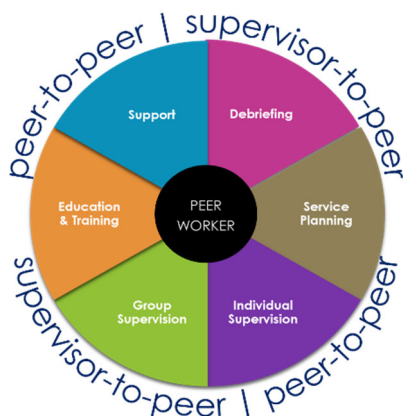 peer-to-peer | supervisor-to-peer
Support
Debriefing
Education
& Training
PEER
WORKER
Service
Planning
Group
Supervision
Individual
Supervision
supervisor-to-peer | peer-to-peer